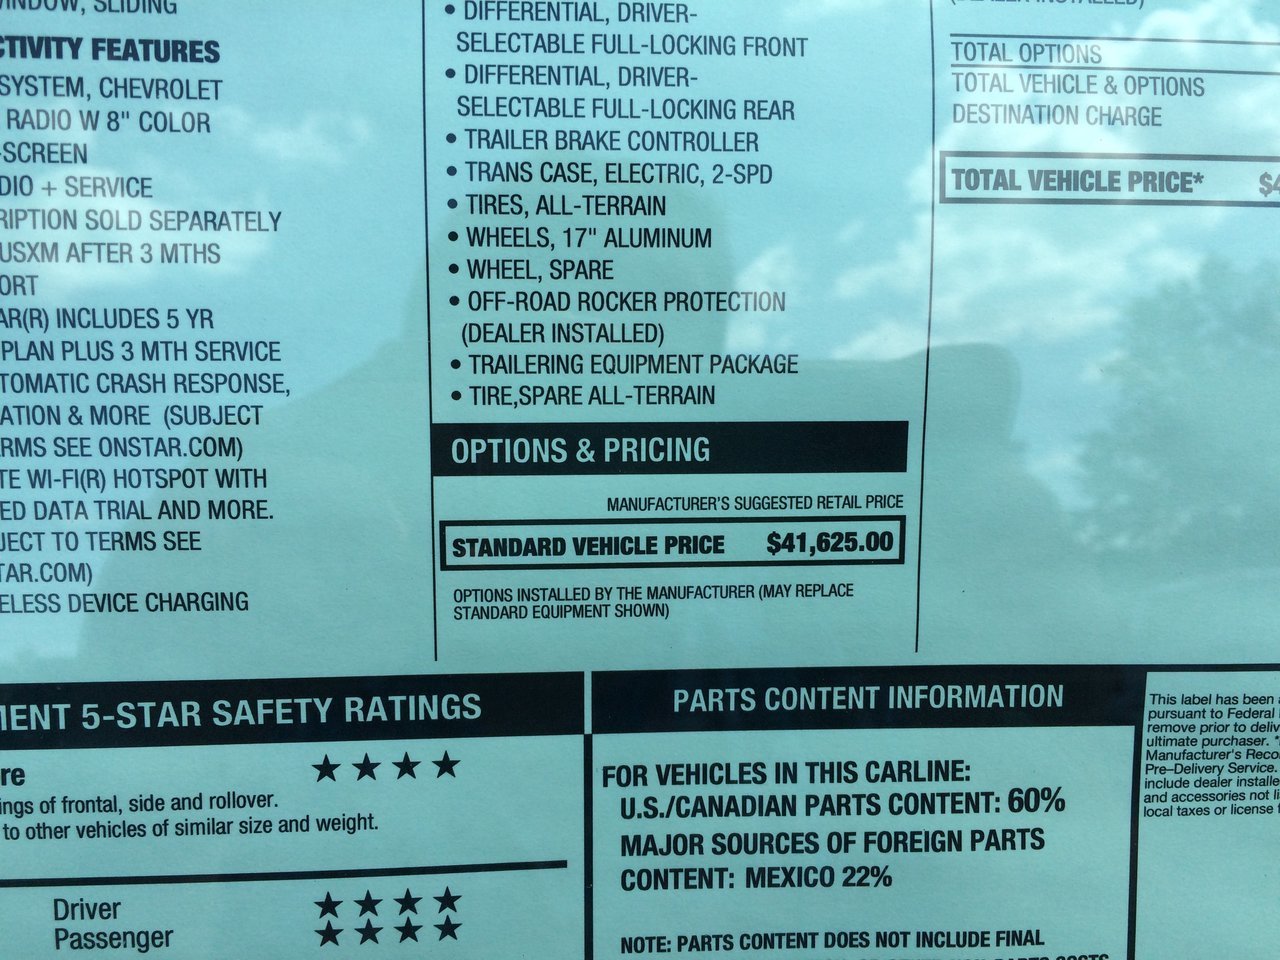 WINDOW, SLIDING
CTIVITY FEATURES
SYSTEM, CHEVROLET
RADIO W 8" COLOR
-SCREEN
DIO + SERVICE
RIPTION SOLD SEPARATELY
USXM AFTER 3 MTHS
ORT
AR(R) INCLUDES 5 YR
PLAN PLUS 3 MTH SERVICE
TOMATIC CRASH RESPONSE,
ATION & MORE (SUBJECT
ERMS SEE ONSTAR.COM)
TE WI-FI(R) HOTSPOT WITH
ED DATA TRIAL AND MORE.
JECT TO TERMS SEE
TAR.COM)
ELESS DEVICE CHARGING
• DIFFERENTIAL, DRIVER-
SELECTABLE FULL-LOCKING FRONT
• DIFFERENTIAL, DRIVER-
SELECTABLE FULL-LOCKING REAR
• TRAILER BRAKE CONTROLLER
• TRANS CASE, ELECTRIC, 2-SPD
• TIRES, ALL-TERRAIN
• WHEELS, 17" ALUMINUM
• WHEEL, SPARE
• OFF-ROAD ROCKER PROTECTION
(DEALER INSTALLED)
• TRAILERING EQUIPMENT PACKAGE
• TIRE,SPARE ALL-TERRAIN
OPTIONS & PRICING
MANUFACTURER'S SUGGESTED RETAIL PRICE
STANDARD VEHICLE PRICE $41,625.00
OPTIONS INSTALLED BY THE MANUFACTURER (MAY REPLACE
STANDARD EQUIPMENT SHOWN)
(DEALER INSTALLED)
TOTAL OPTIONS
TOTAL VEHICLE & OPTIONS
DESTINATION CHARGE
TOTAL VEHICLE PRICE* $4
MENT 5-STAR SAFETY RATINGS
re ★★★★
ings of frontal, side and rollover.
to other vehicles of similar size and weight.
Driver ★★★★
Passenger ★★★★
PARTS CONTENT INFORMATION
FOR VEHICLES IN THIS CARLINE:
U.S./CANADIAN PARTS CONTENT: 60%
MAJOR SOURCES OF FOREIGN PARTS
CONTENT: MEXICO 22%
NOTE: PARTS CONTENT DOES NOT INCLUDE FINAL
This label has been a
pursuant to Federal
remove prior to deliv
ultimate purchaser. *
Manufacturer's Reco
Pre-Delivery Service.
include dealer installe
and accessories not li
local taxes or license